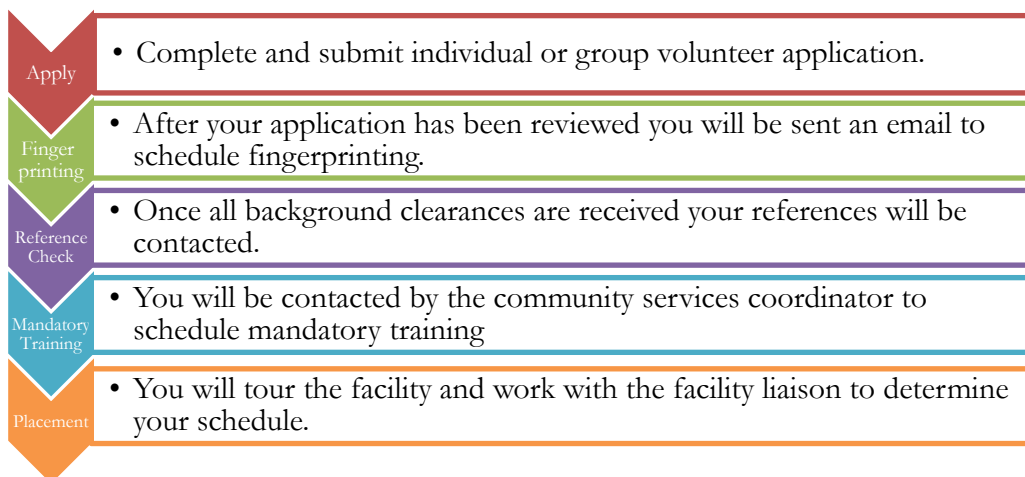 Apply
• Complete and submit individual or group volunteer application.
Finger
printing
• After your application has been reviewed you will be sent an email to
schedule fingerprinting.
Reference
Check
• Once all background clearances are received your references will be
contacted.
Mandatory
Training
• You will be contacted by the community services coordinator to
schedule mandatory training
Placement
• You will tour the facility and work with the facility liaison to determine
your schedule.